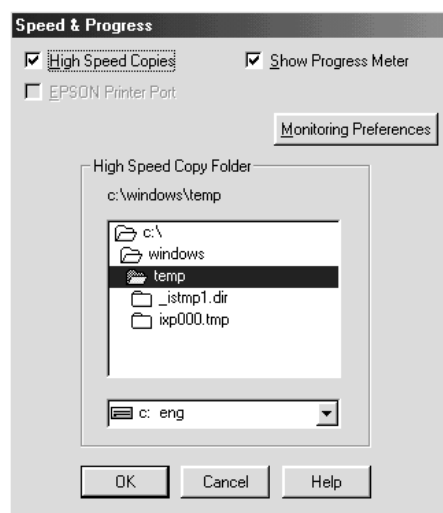 Speed & Progress
High Speed Copies
Show Progress Meter
EPSON Printer Port
Monitoring Preferences
High Speed Copy Folder
c:\windows\temp
c:\
windows
temp
_istmp1.dir
ixp000.tmp
c: eng
OK
Cancel
Help